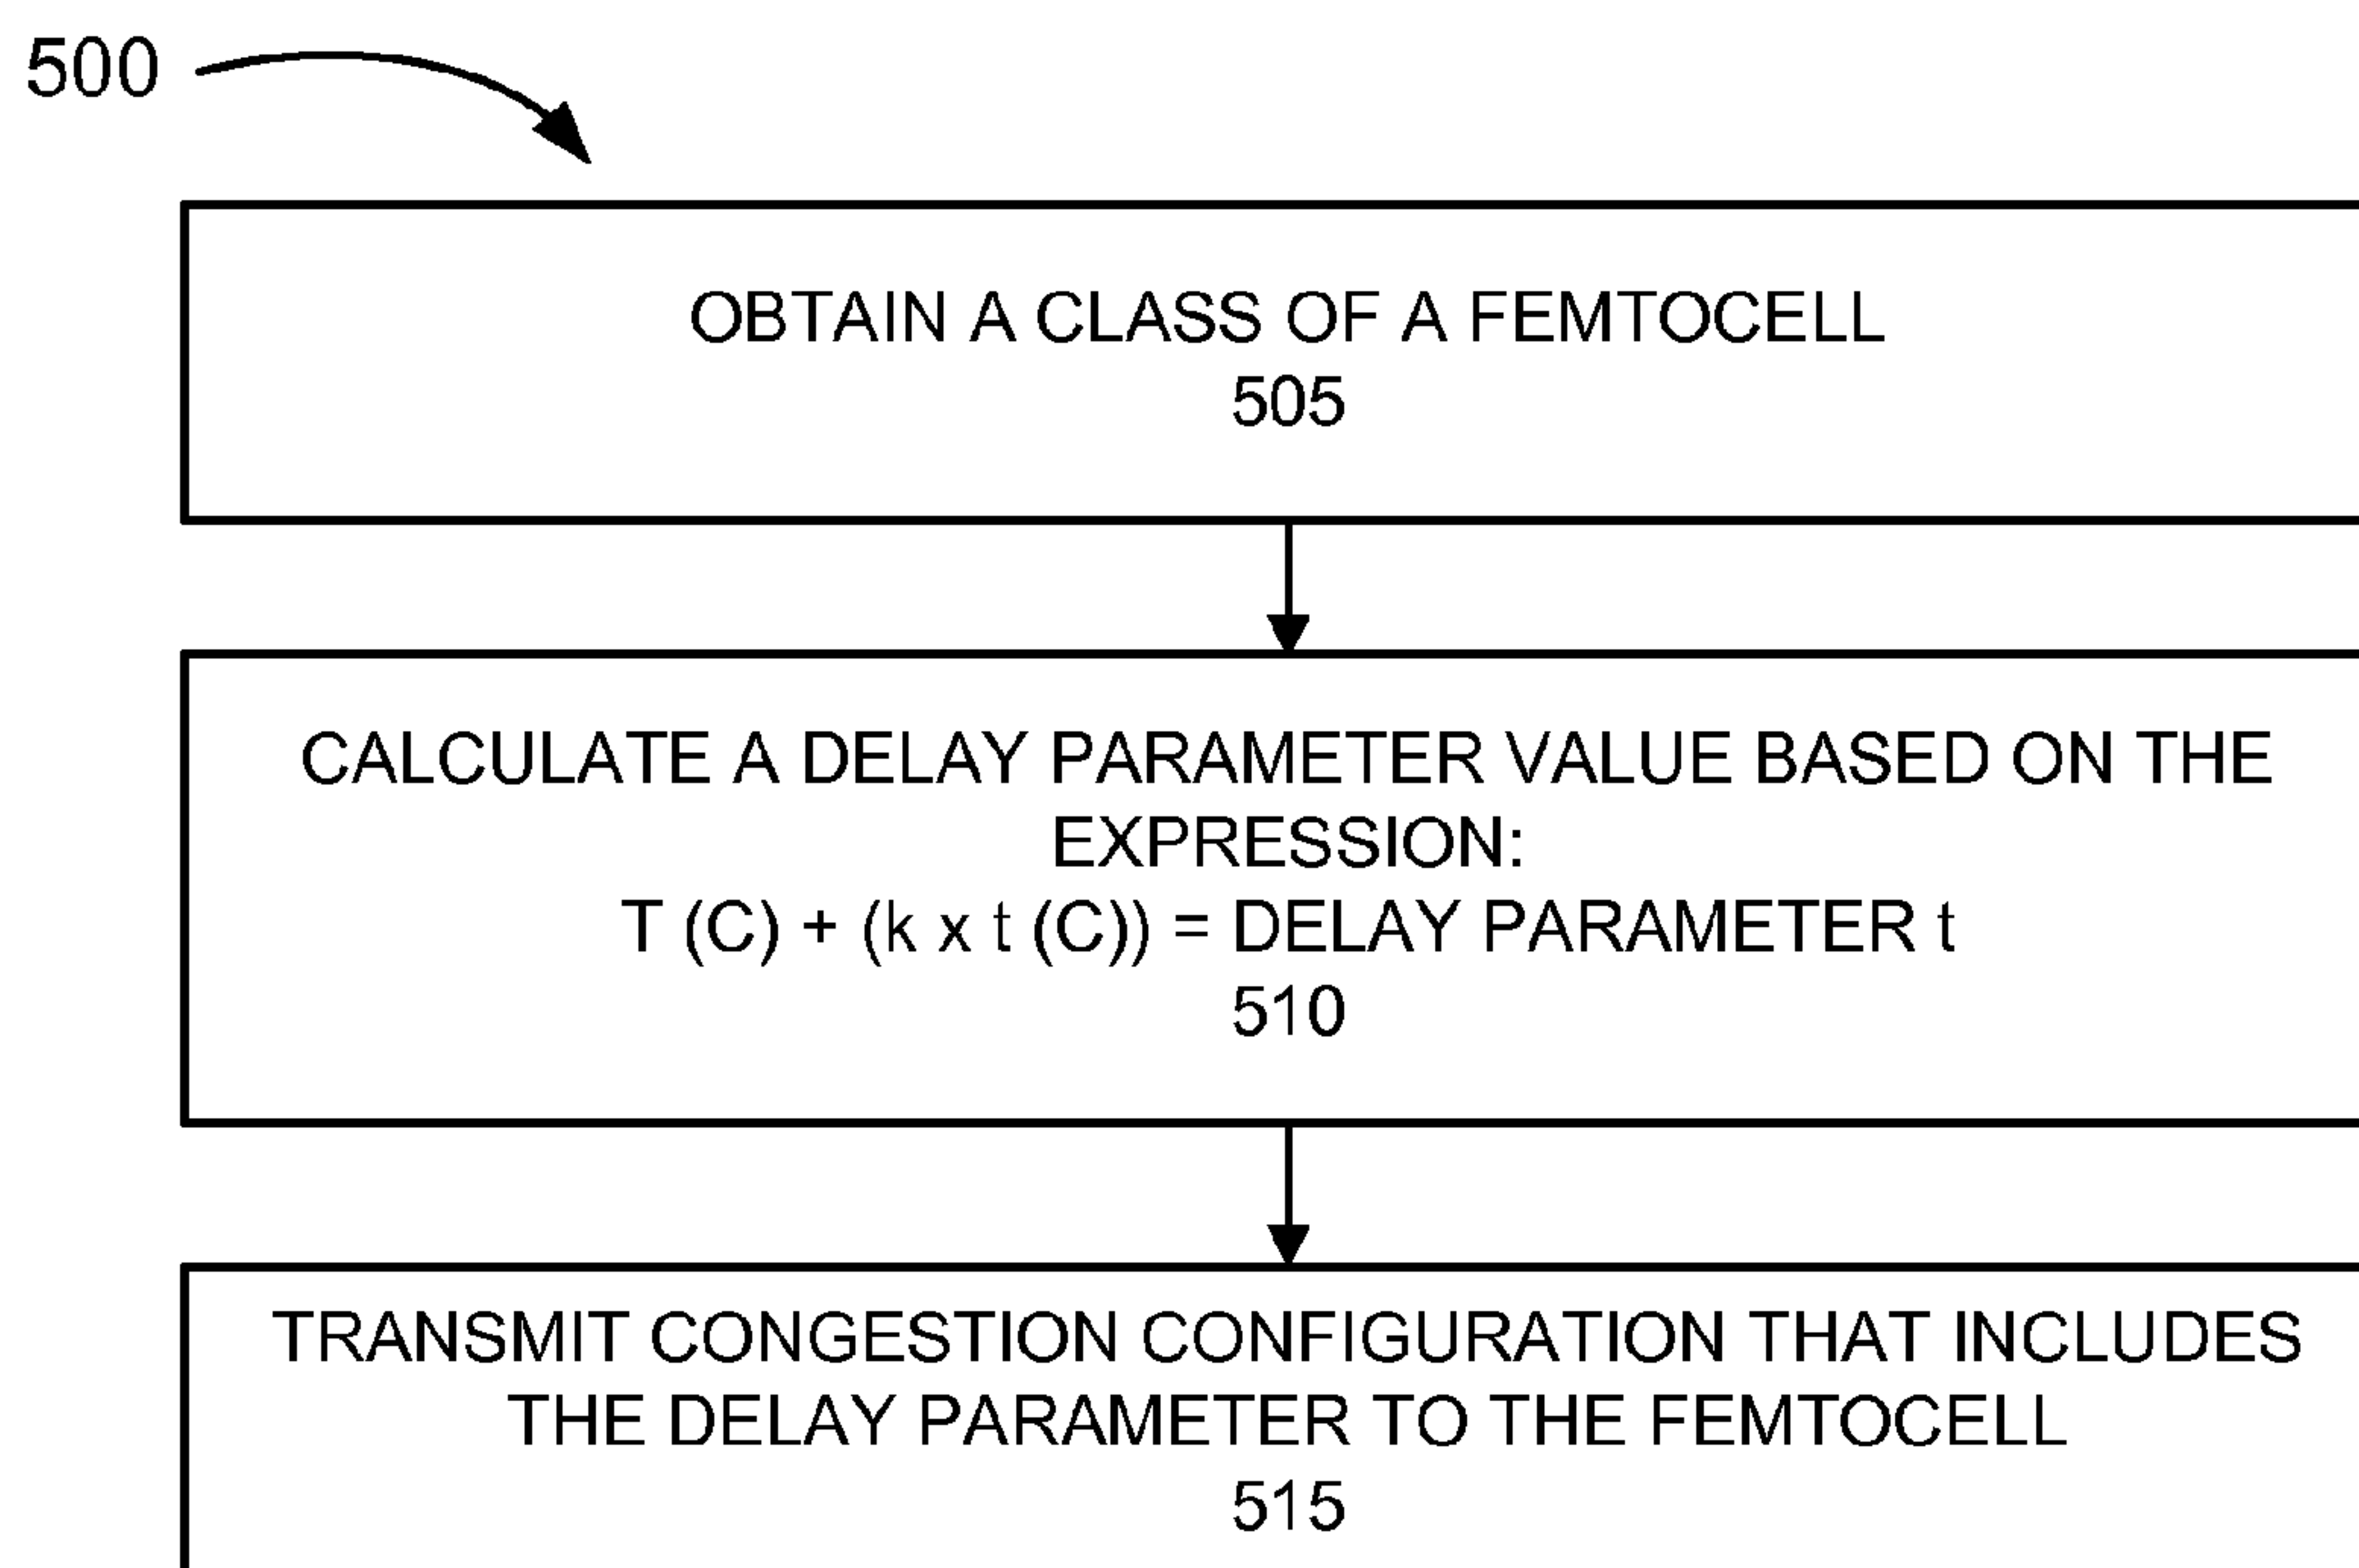 500
OBTAIN A CLASS OF A FEMTOCELL
505
CALCULATE A DELAY PARAMETER VALUE BASED ON THE
EXPRESSION:
T (C) + (k x t (C)) = DELAY PARAMETER t
510
TRANSMIT CONGESTION CONFIGURATION THAT INCLUDES
THE DELAY PARAMETER TO THE FEMTOCELL
515